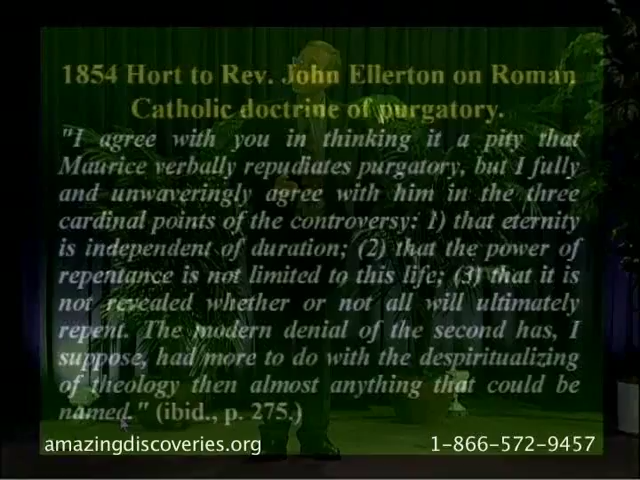 1854 Hort to Rev. John Ellerton on Roman
Catholic doctrine of purgatory.
"I agree with you in thinking it a pity that
Maurice verbally repudiates purgatory, but I fully
and unwaveringly agree with him in the three
cardinal points of the controversy: 1) that eternity
is independent of duration; (2) that the power of
repentance is not limited to this life; (3) that it is
not revealed whether or not all will ultimately
repent. The modern denial of the second has, I
suppose, had more to do with the despiritualizing
of theology then almost anything that could be
named." (ibid., p. 275.)
amazingdiscoveries.org 1-866-572-9457